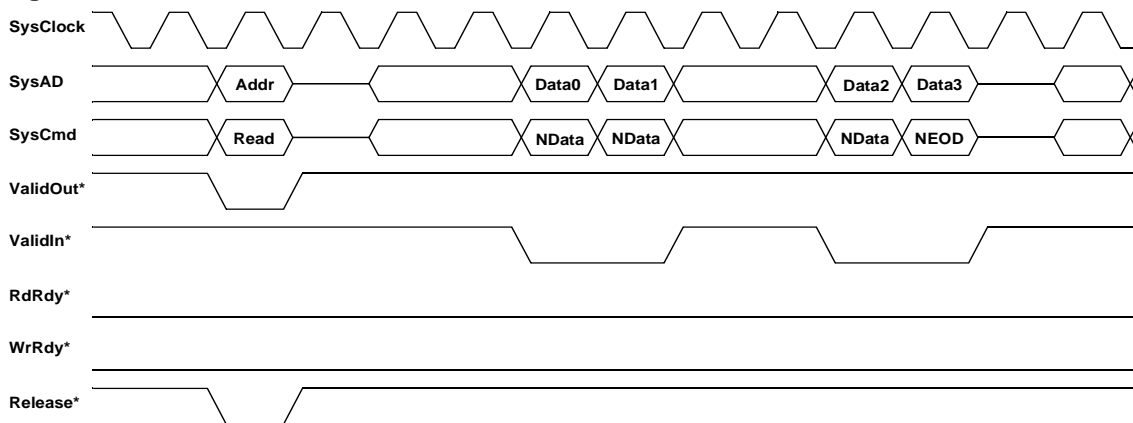 SysClock
SysAD Addr Data0 Data1 Data2 Data3
SysCmd Read NData NData NData NEOD
ValidOut*
ValidIn*
RdRdy*
WrRdy*
Release*